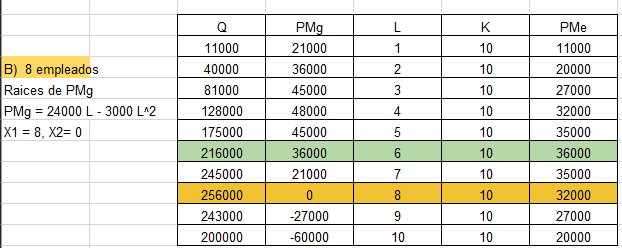 Q PMg L K PMe
11000 21000 1 10 11000
B) 8 empleados 40000 36000 2 10 20000
Raices de PMg 81000 45000 3 10 27000
PMg = 24000 L - 3000 L^2 128000 48000 4 10 32000
X1 = 8, X2= 0 175000 45000 5 10 35000
216000 36000 6 10 36000
245000 21000 7 10 35000
256000 0 8 10 32000
243000 -27000 9 10 27000
200000 -60000 10 10 20000